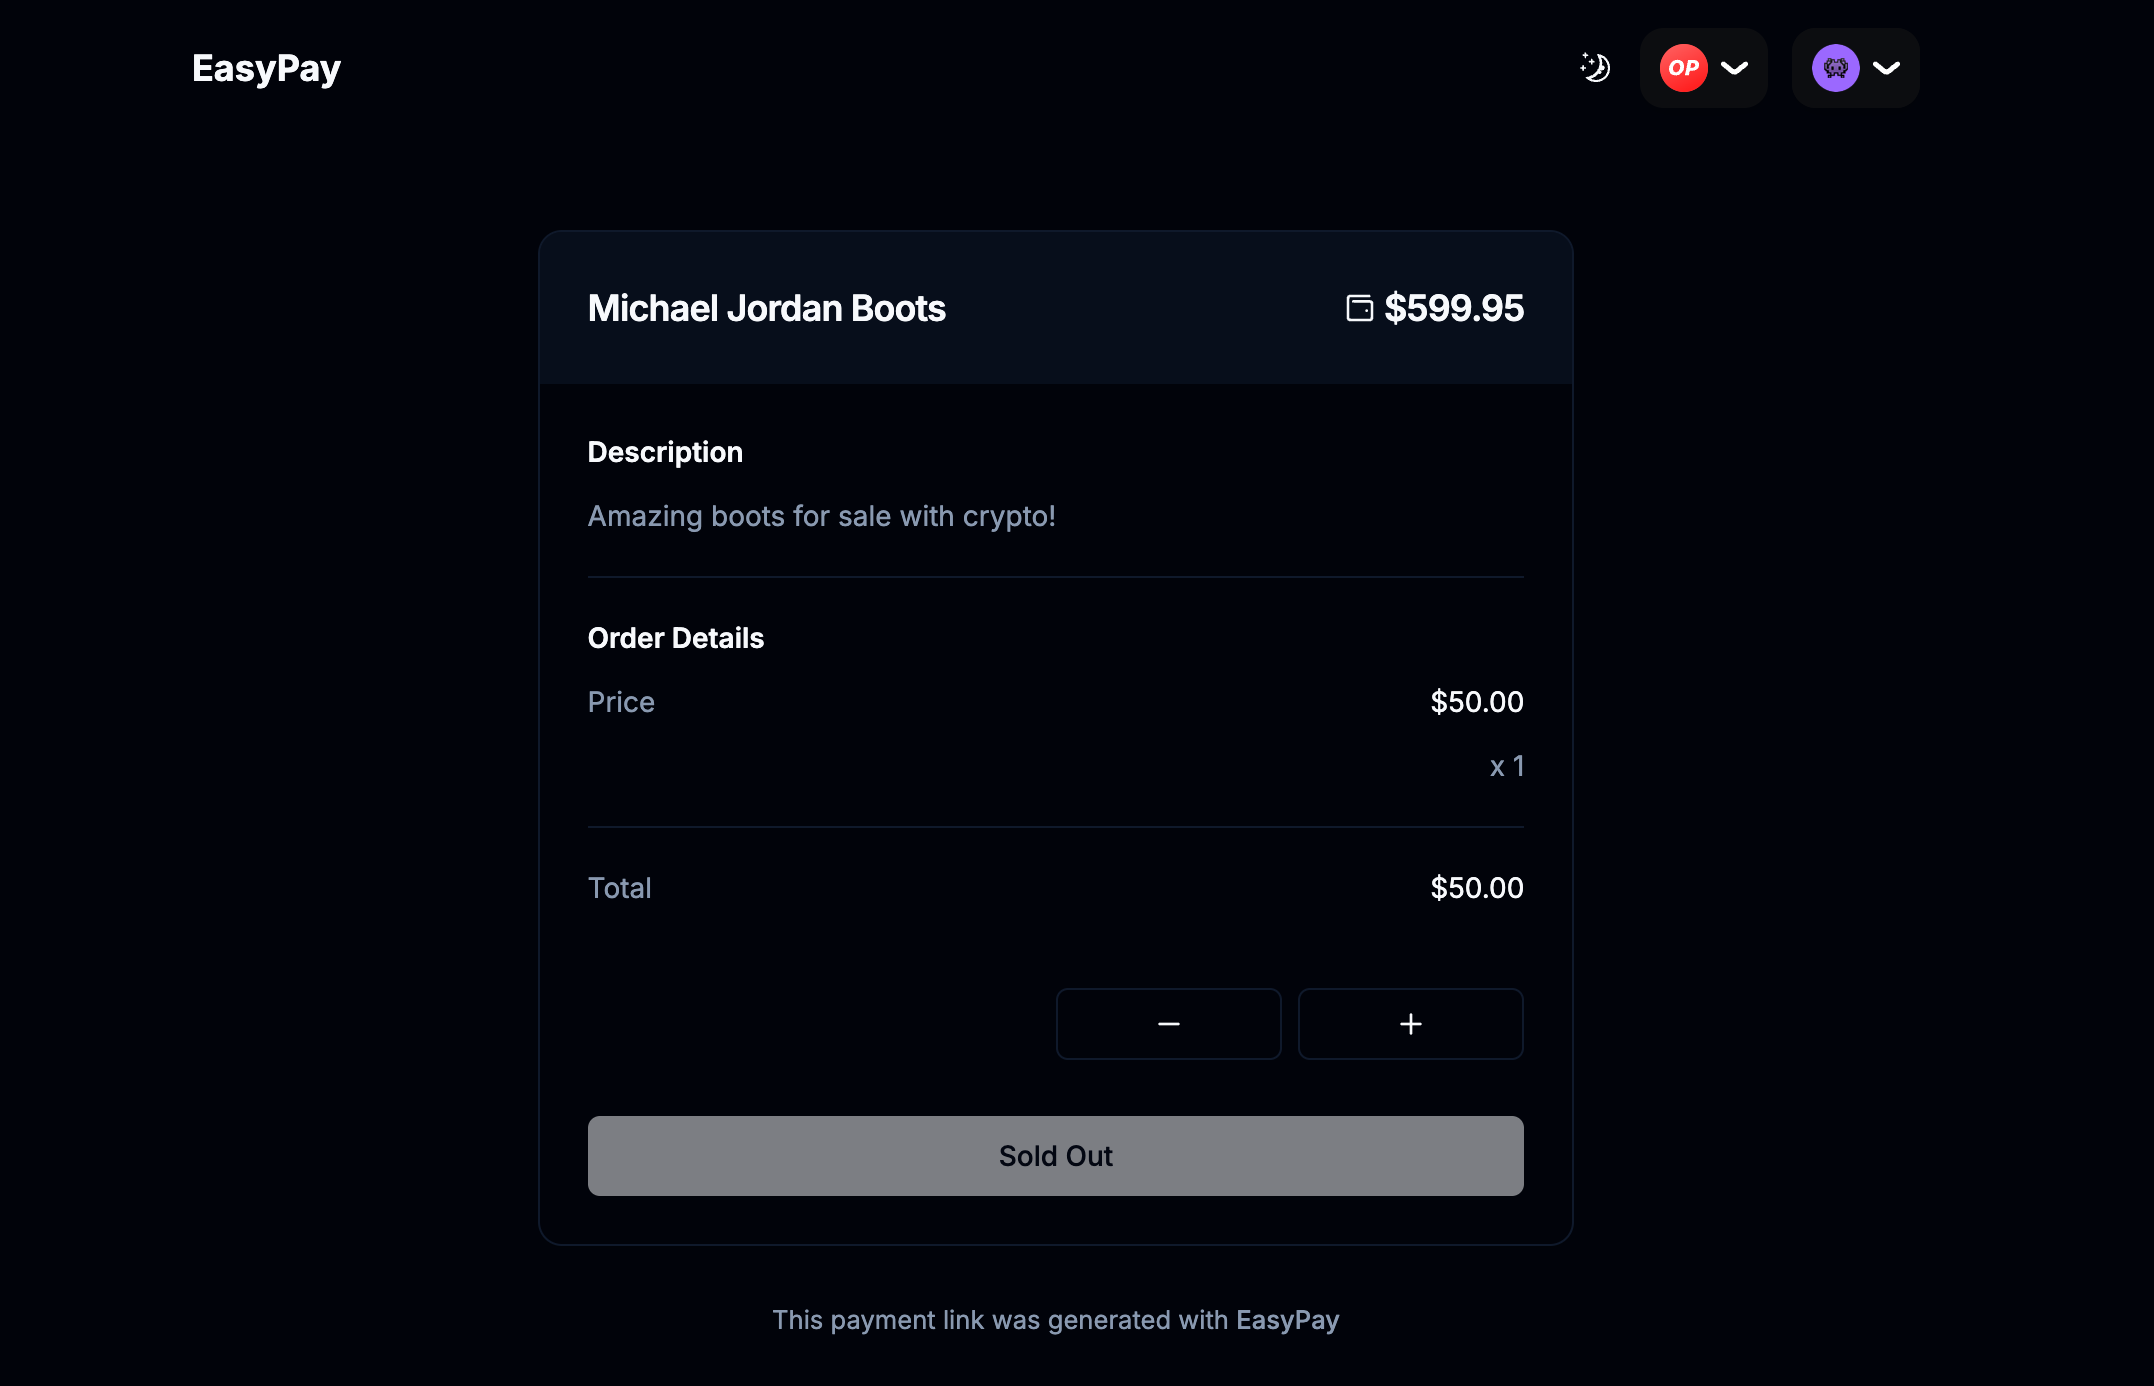 EasyPay
OP
Michael Jordan Boots
$599.95
Description
Amazing boots for sale with crypto!
Order Details
Price
$50.00
x 1
Total
$50.00
Sold Out
This payment link was generated with EasyPay